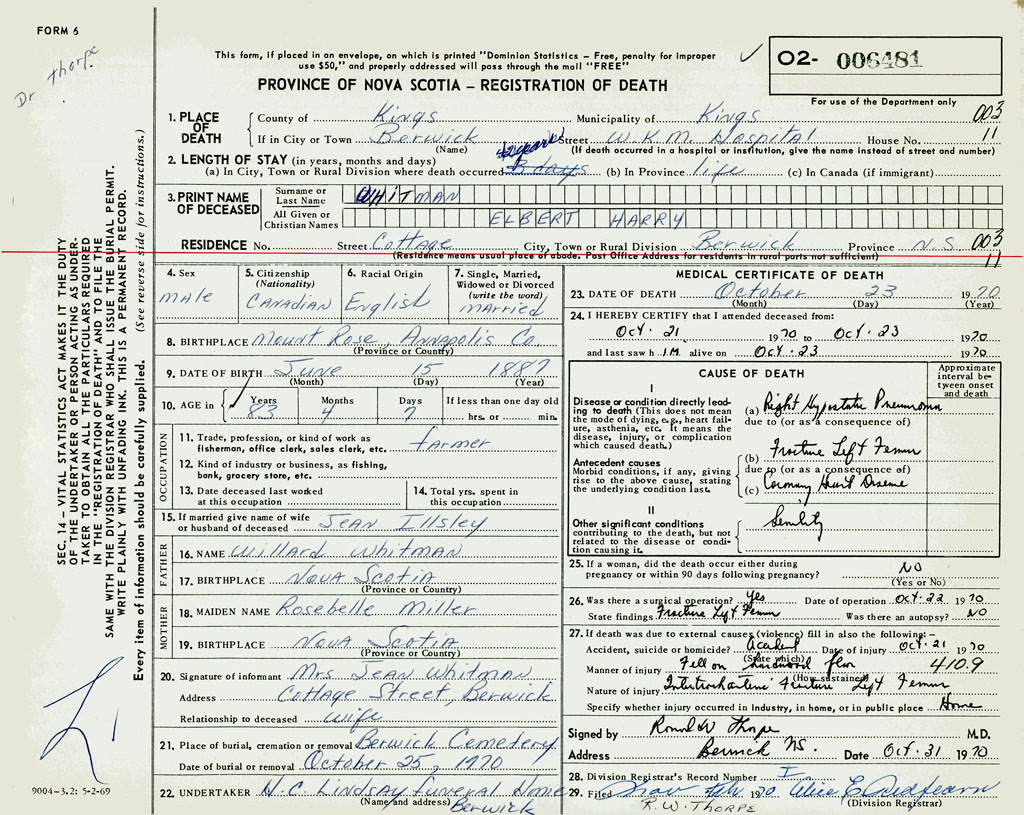 FORM 6
Dr Thorpe
This form, if placed in an envelope, on which is printed "Dominion Statistics – Free, penalty for improper
use $50," and properly addressed will pass through the mail "FREE"
PROVINCE OF NOVA SCOTIA – REGISTRATION OF DEATH
02- 006481
For use of the Department only
003
11
1. PLACE OF DEATH
County of Kings Municipality of Kings
If in City or Town Berwick Street W.K.M. Hospital House No.
(Name) (If death occurred in a hospital or institution, give the name instead of street and number)
2. LENGTH OF STAY (in years, months and days)
(a) In City, Town or Rural Division where death occurred days (b) In Province life (c) In Canada (if immigrant)
3. PRINT NAME OF DECEASED
Surname or Last Name WHITMAN
All Given or Christian Names ELBERT HARRY
RESIDENCE No. Street Cottage City, Town or Rural Division Berwick Province N.S. 003
(Residence means usual place of abode. Post Office Address for residents in rural parts not sufficient) 11
SEC. 14 – VITAL STATISTICS ACT MAKES IT THE DUTY
OF THE UNDERTAKER OR PERSON ACTING AS UNDER-
TAKER TO OBTAIN ALL THE PARTICULARS REQUIRED
IN THE "REGISTRATION OF DEATH" AND TO FILE THE
SAME WITH THE DIVISION REGISTRAR WHO SHALL ISSUE THE BURIAL PERMIT.
WRITE PLAINLY WITH UNFADING INK. THIS IS A PERMANENT RECORD.
Every item of information should be carefully supplied. (See reverse side for instructions.)
4. Sex male
5. Citizenship (Nationality) CANADIAN
6. Racial Origin English
7. Single, Married, Widowed or Divorced (write the word) married
8. BIRTHPLACE Mount Rose, Annapolis Co.
(Province or Country)
9. DATE OF BIRTH June 15 1887
(Month) (Day) (Year)
10. AGE in Years 83 Months 4 Days 7 If less than one day old
hrs. or min.
OCCUPATION
11. Trade, profession, or kind of work as fisherman, office clerk, sales clerk, etc. farmer
12. Kind of industry or business, as fishing, bank, grocery store, etc.
13. Date deceased last worked at this occupation
14. Total yrs. spent in this occupation
15. If married give name of wife or husband of deceased Jean Illsley
FATHER
16. NAME Willard Whitman
17. BIRTHPLACE Nova Scotia
(Province or Country)
MOTHER
18. MAIDEN NAME Rosebelle Miller
19. BIRTHPLACE Nova Scotia
(Province or Country)
20. Signature of informant Mrs Jean Whitman
Address Cottage Street, Berwick
Relationship to deceased wife
21. Place of burial, cremation or removal Berwick Cemetery
Date of burial or removal October 25, 1970
22. UNDERTAKER H.C. Lindsay Funeral Home
(Name and address) Berwick
9004-3.2: 5-2-69
MEDICAL CERTIFICATE OF DEATH
23. DATE OF DEATH October 23 1970
(Month) (Day) (Year)
24. I HEREBY CERTIFY that I attended deceased from:
Oct. 21 1970 to Oct. 23 1970
and last saw h IM alive on Oct. 23 1970
CAUSE OF DEATH
Approximate interval between onset and death
I
Disease or condition directly leading to death (This does not mean the mode of dying, e.g., heart failure, asthenia, etc. It means the disease, injury, or complication which caused death.)
(a) Right Hypostatic Pneumonia
due to (or as a consequence of)
Antecedent causes
Morbid conditions, if any, giving rise to the above cause, stating the underlying condition last.
(b) Fracture Left Femur
due to (or as a consequence of)
(c) Coronary Heart Disease
II
Other significant conditions contributing to the death, but not related to the disease or condition causing it.
Senility
25. If a woman, did the death occur either during pregnancy or within 90 days following pregnancy? NO
(Yes or No)
26. Was there a surgical operation? Yes Date of operation Oct. 22 1970
State findings Fracture Left Femur Was there an autopsy? NO
27. If death was due to external causes (violence) fill in also the following:–
Accident, suicide or homicide? Accident Date of injury Oct. 21 1970
(State which)
Manner of injury Fell on hardwood floor 4109
(How sustained)
Nature of injury Intertrochanteric Fracture Left Femur
Specify whether injury occurred in industry, in home, or in public place Home
Signed by Ronald W Thorpe M.D.
Address Berwick NS. Date Oct. 31 1970
28. Division Registrar's Record Number
29. Filed Nov 1970 Alice E
R.W. THORPE (Division Registrar)